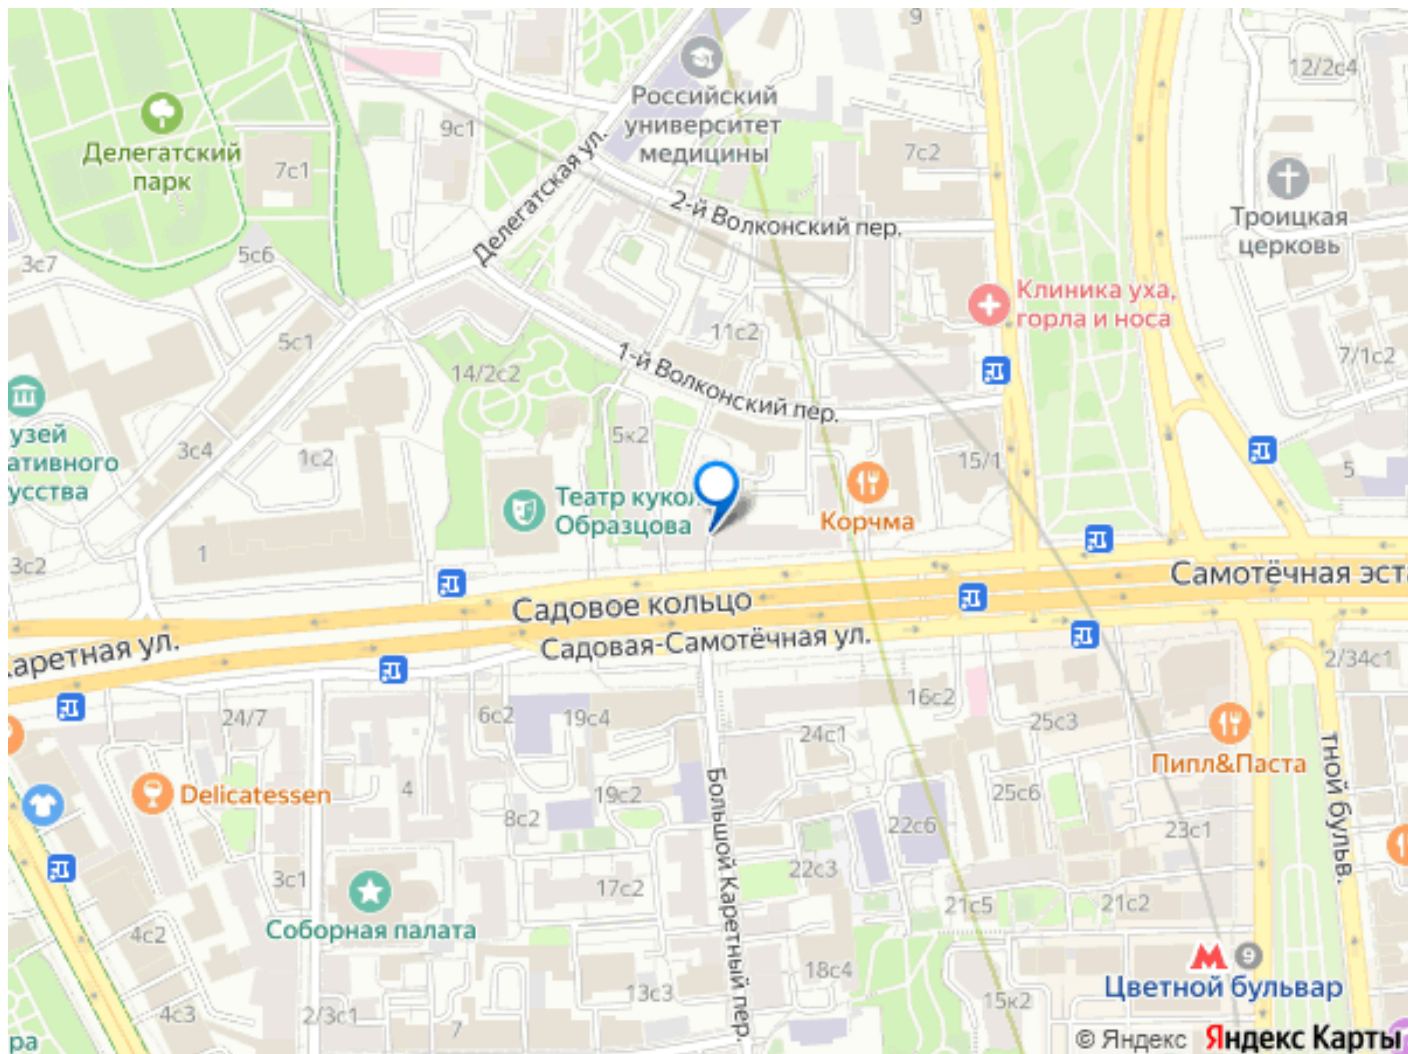 9
12/2с4
Российский
университет
медицины
9с1
Делегатский
парк
7с1
7с2
Делегатская ул.
2-й Волконский пер.
Троицкая
церковь
3с7
5с6
Клиника уха,
горла и носа
11с2
5с1
7/1с2
1-й Волконский пер.
14/2с2
узей
ативного
усства
3с4
1с2
5к2
15/1
5
Театр кукол
Образцова
Корчма
1
3с2
Самотёчная эст
Садовое кольцо
Садовая-Самотёчная ул.
аретная ул.
2/34с1
24/7
6с2
19с4
16с2
25с3
24с1
Пипл&Паста
тной бульв.
Delicatessen
4
19с2
8с2
25с6
22с6
23с1
Большой Каретный пер.
3с1
17с2
22с3
21с5
21с2
Соборная палата
4с2
18с4
9
Цветной бульвар
13с3
15к2
4с3
2/3с1
7
ра
© Яндекс Яндекс Карты